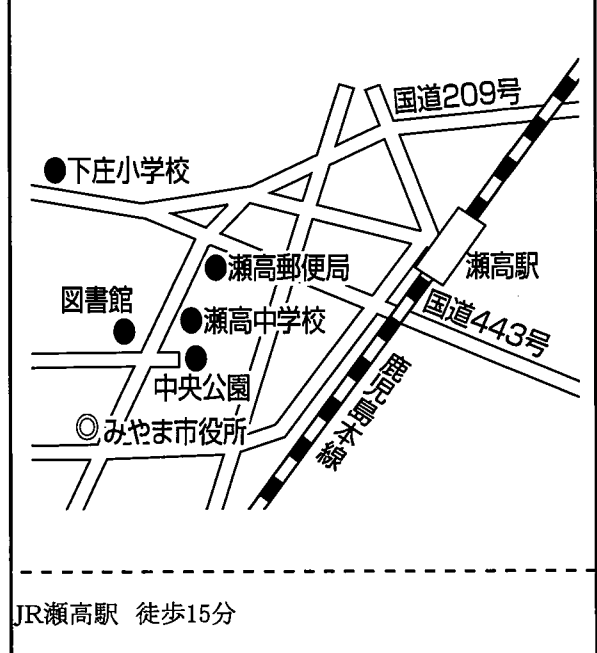 国道209号
下庄小学校
瀬高郵便局
瀬高駅
図書館
瀬高中学校
国道443号
中央公園
鹿児島本線
みやま市役所
JR瀬高駅 徒歩15分